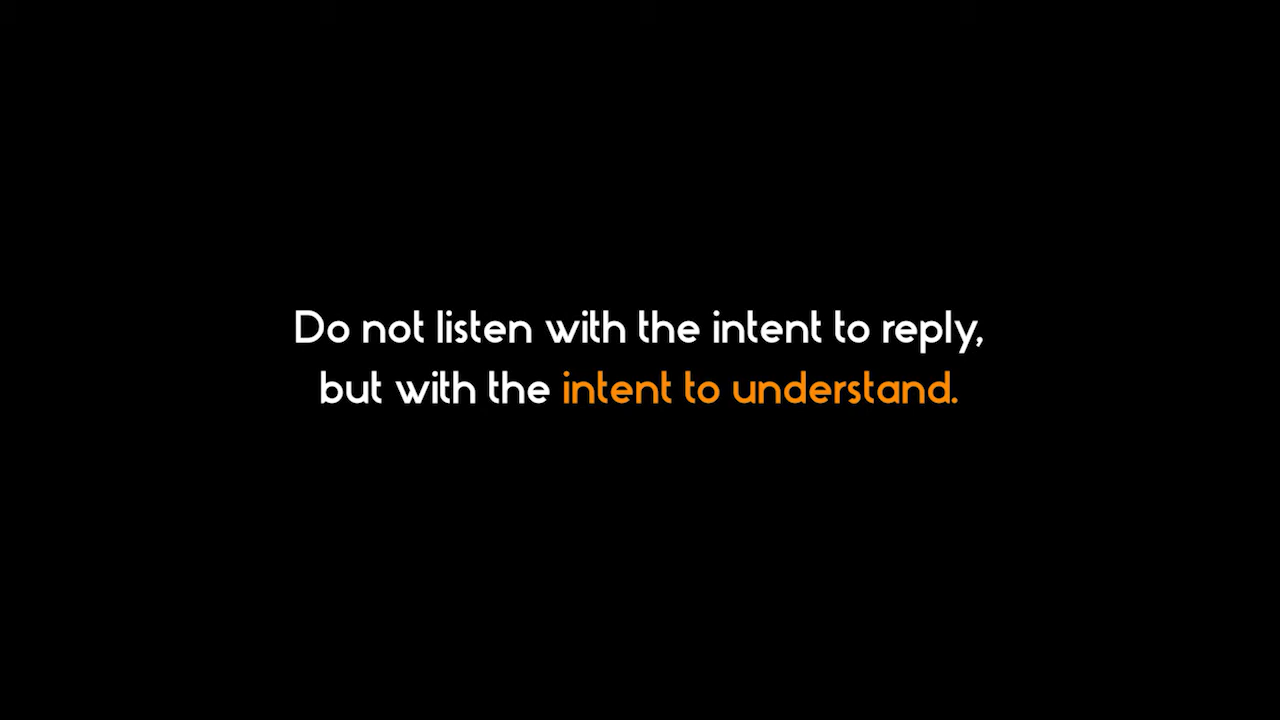 Do not listen with the intent to reply,
but with the intent to understand.